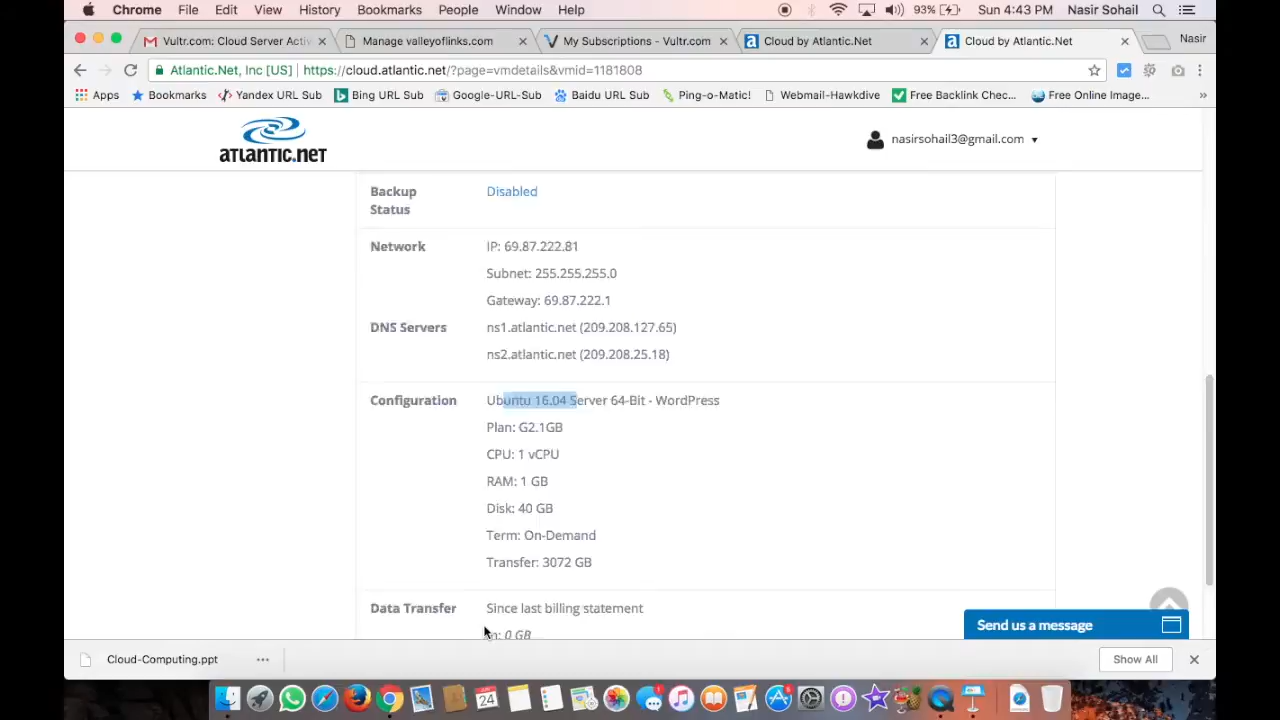 Chrome File Edit View History Bookmarks People Window Help 93% Sun 4:43 PM Nasir Sohail
Vultr.com: Cloud Server Activ
Manage valleyoflinks.com
My Subscriptions - Vultr.com
Cloud by Atlantic.Net
Cloud by Atlantic.Net
Nasir
Atlantic.Net, Inc [US] https://cloud.atlantic.net/?page=vmdetails&vmid=1181808
Apps Bookmarks Yandex URL Sub Bing URL Sub Google-URL-Sub Baidu URL Sub Ping-o-Matic! Webmail-Hawkdive Free Backlink Chec... Free Online Image... »
ATLANTIC.NET
nasirsohail3@gmail.com
Backup Status
Disabled
Network
IP: 69.87.222.81
Subnet: 255.255.255.0
Gateway: 69.87.222.1
DNS Servers
ns1.atlantic.net (209.208.127.65)
ns2.atlantic.net (209.208.25.18)
Configuration
Ubuntu 16.04 Server 64-Bit - WordPress
Plan: G2.1GB
CPU: 1 vCPU
RAM: 1 GB
Disk: 40 GB
Term: On-Demand
Transfer: 3072 GB
Data Transfer
Since last billing statement
In: 0 GB
Send us a message
Cloud-Computing.ppt
Show All
24